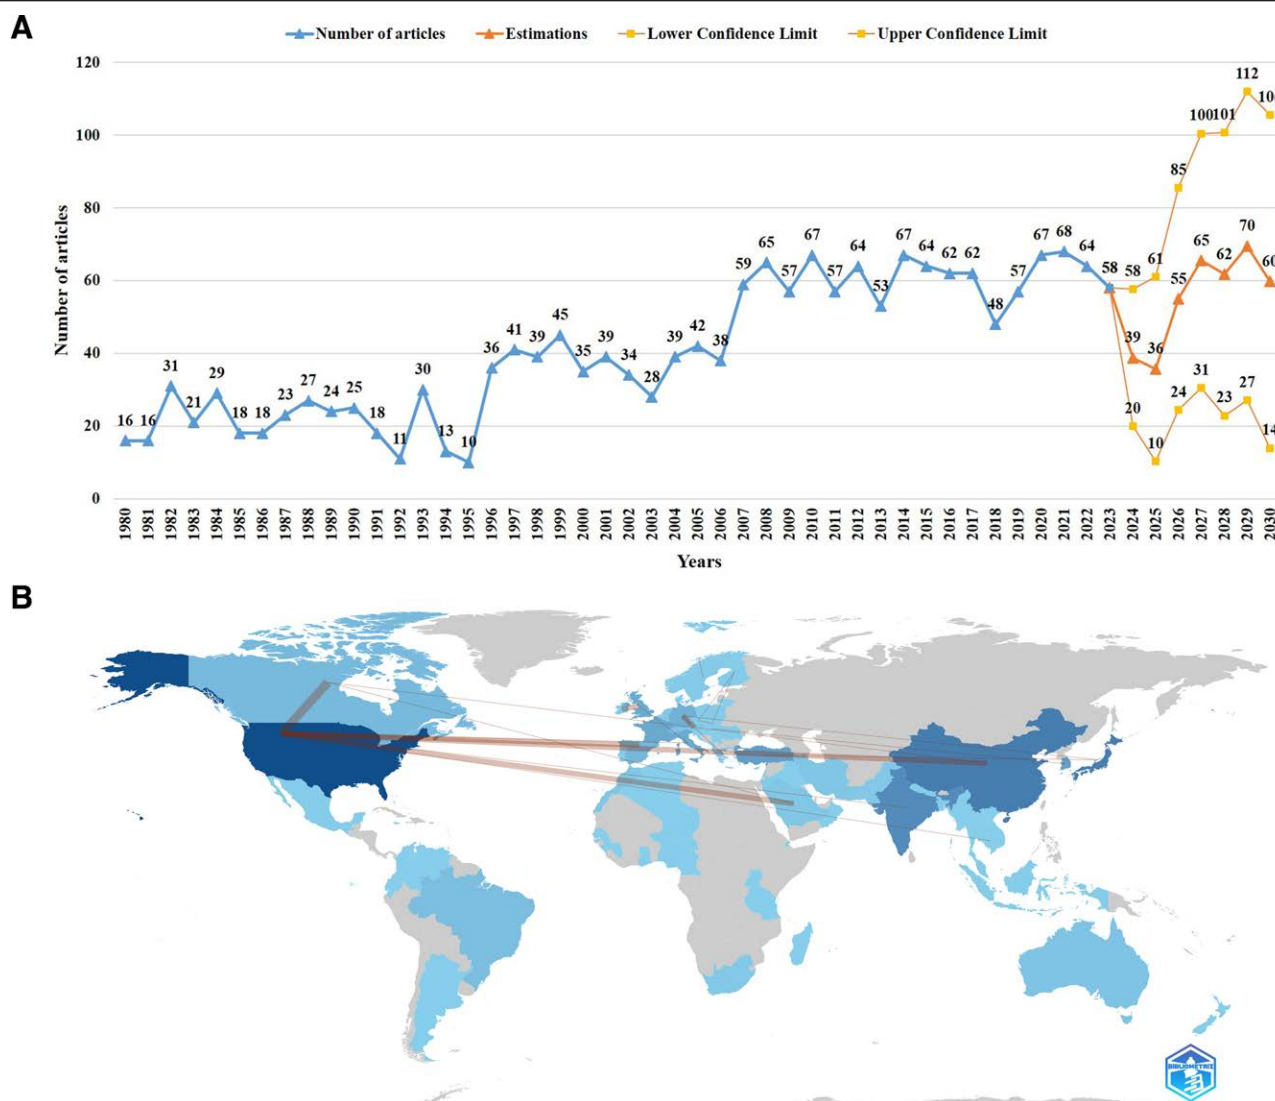 A
Number of articles Estimations Lower Confidence Limit Upper Confidence Limit
120
100
80
60
40
20
0
Number of articles
16 16 31 21 29 18 18 23 27 24 25 18 11 30 13 10 36 41 39 45 35 39 34 28 39 42 38 59 65 57 67 57 64 53 67 64 62 62 48 57 67 68 64 58
39 36 55 65 62 70 60
20 10 24 31 23 27 14
58 61 85 100 101 112
1980 1981 1982 1983 1984 1985 1986 1987 1988 1989 1990 1991 1992 1993 1994 1995 1996 1997 1998 1999 2000 2001 2002 2003 2004 2005 2006 2007 2008 2009 2010 2011 2012 2013 2014 2015 2016 2017 2018 2019 2020 2021 2022 2023 2024 2025 2026 2027 2028 2029 2030
Years
B
BIBLIOMETRIX